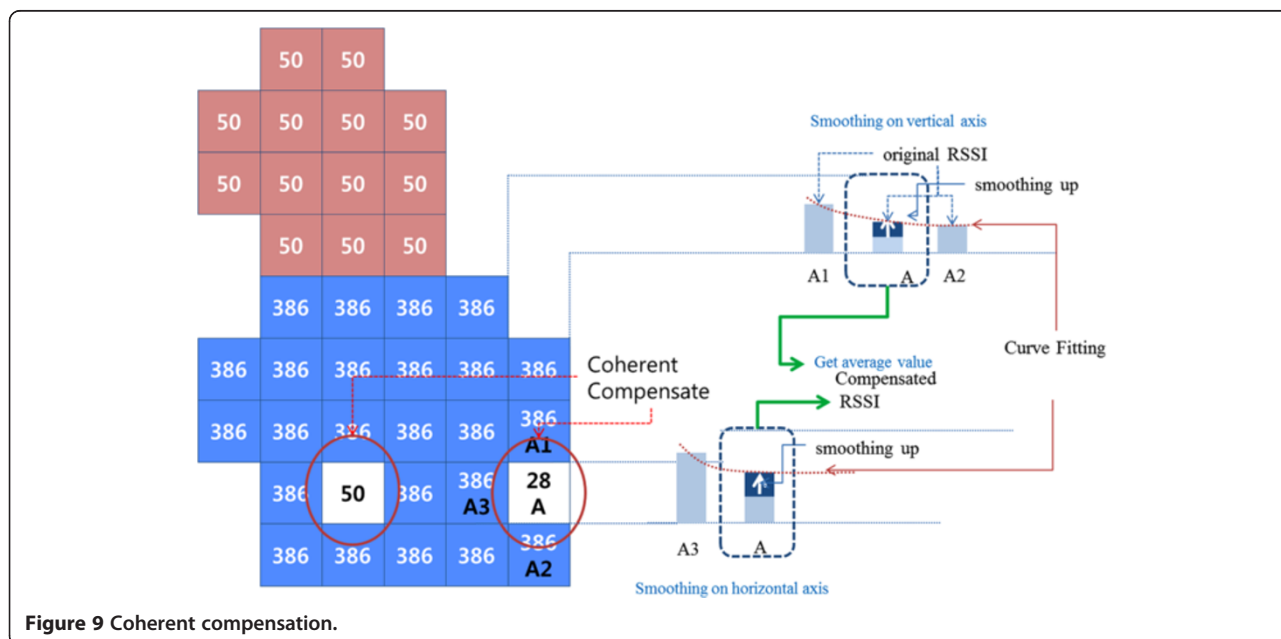 50 50
50 50 50 50
50 50 50 50
50 50 50
386 386 386 386
386 386 386 386 386 386
386 386 386 386 386 386
A1
386 50 386 386 28
A3 A
386 386 386 386 386
A2
Coherent
Compensate
Smoothing on vertical axis
original RSSI
smoothing up
A1 A A2
Curve Fitting
Get average value
Compensated
RSSI
smoothing up
A3 A
Smoothing on horizontal axis
Figure 9 Coherent compensation.